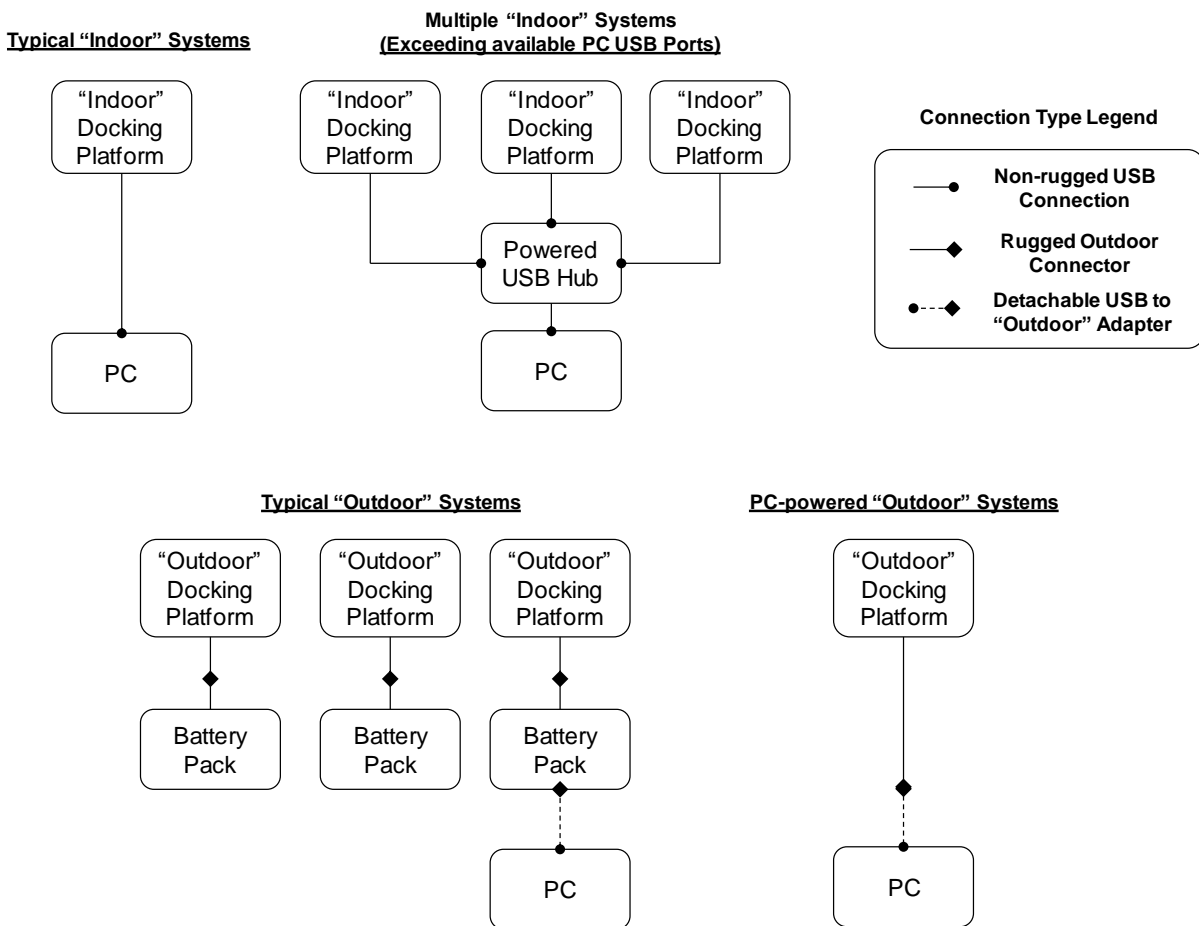 Typical “Indoor” Systems
Multiple “Indoor” Systems
(Exceeding available PC USB Ports)
“Indoor”
Docking
Platform
PC
“Indoor”
Docking
Platform
“Indoor”
Docking
Platform
“Indoor”
Docking
Platform
Powered
USB Hub
PC
Connection Type Legend
Non-rugged USB
Connection
Rugged Outdoor
Connector
Detachable USB to
“Outdoor” Adapter
Typical “Outdoor” Systems
“Outdoor”
Docking
Platform
Battery
Pack
“Outdoor”
Docking
Platform
Battery
Pack
“Outdoor”
Docking
Platform
Battery
Pack
PC
PC-powered “Outdoor” Systems
“Outdoor”
Docking
Platform
PC